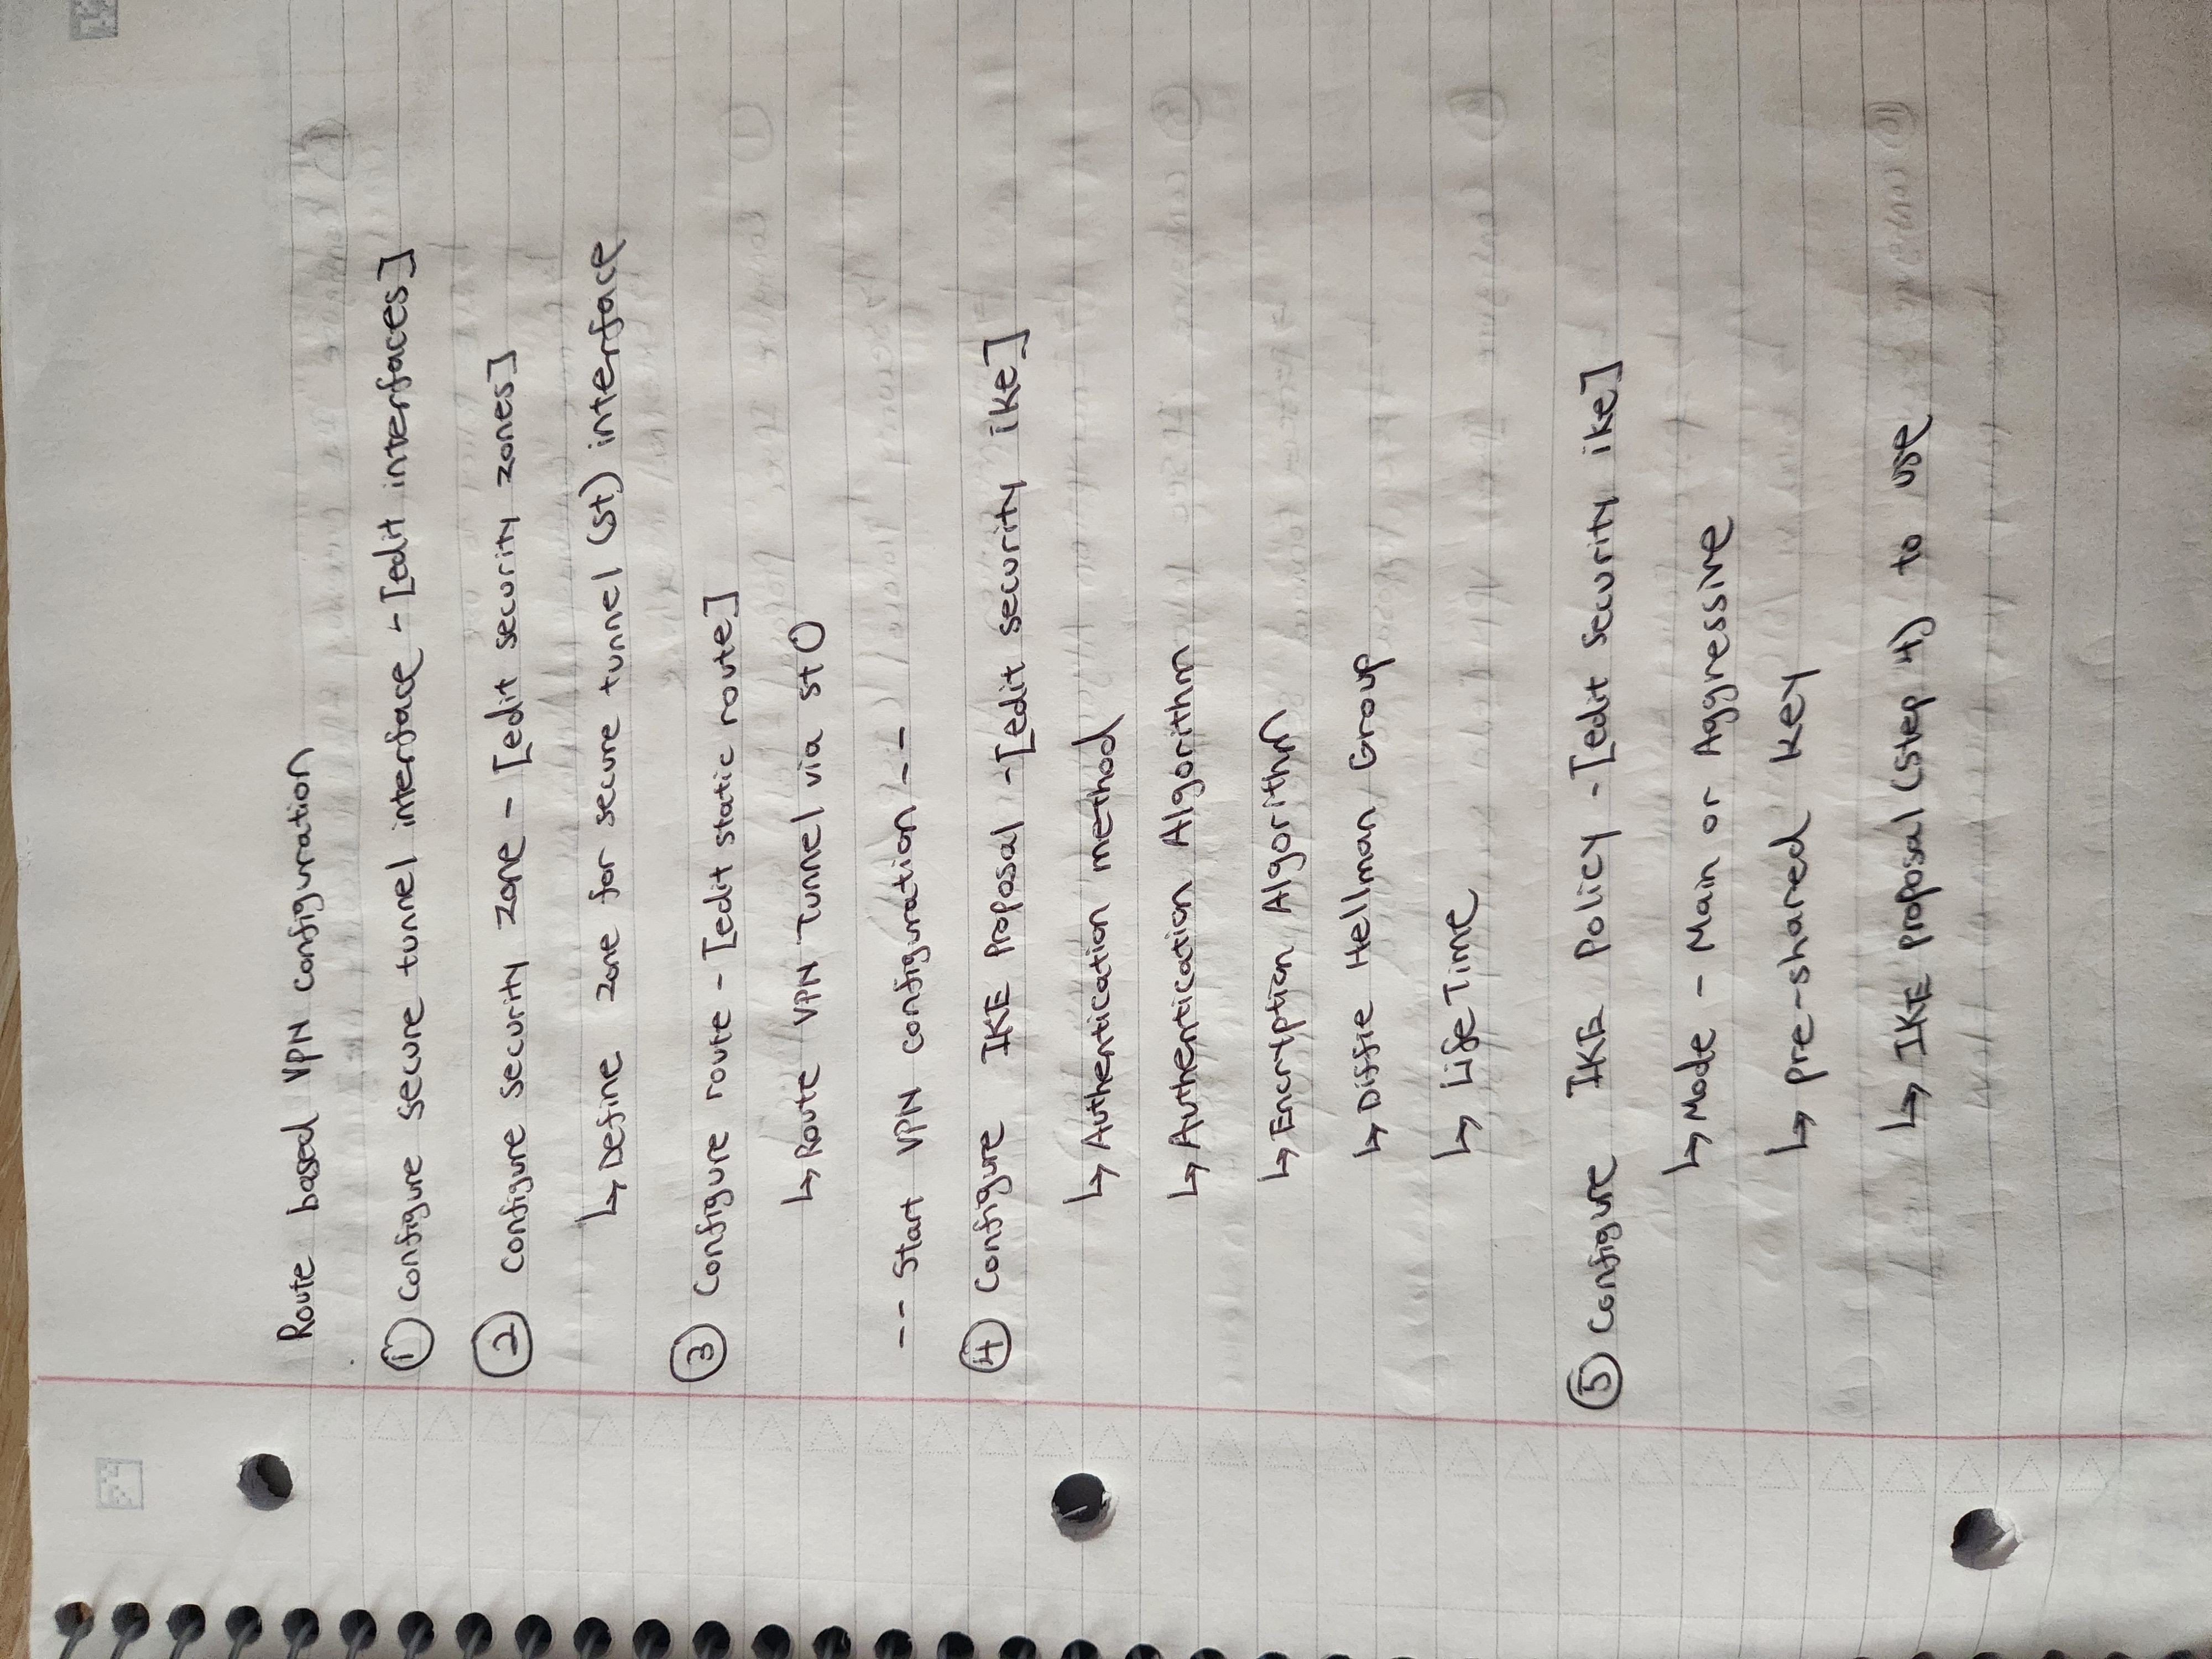 Route based VPN configuration
① Configure secure tunnel interface - [edit interfaces]
② Configure security zone - [edit security zones]
↳ Define zone for secure tunnel (st) interface
③ Configure route - [edit static route]
↳ Route VPN Tunnel via st0
-- Start VPN configuration --
④ Configure IKE Proposal - [edit security ike]
↳ Authentication method
↳ Authentication Algorithm
↳ Encryption Algorithm
↳ Diffie Hellman Group
↳ LifeTime
⑤ Configure IKE Policy - [edit security ike]
↳ Mode - Main or Aggressive
↳ pre-shared key
↳ IKE proposal (step 4) to use